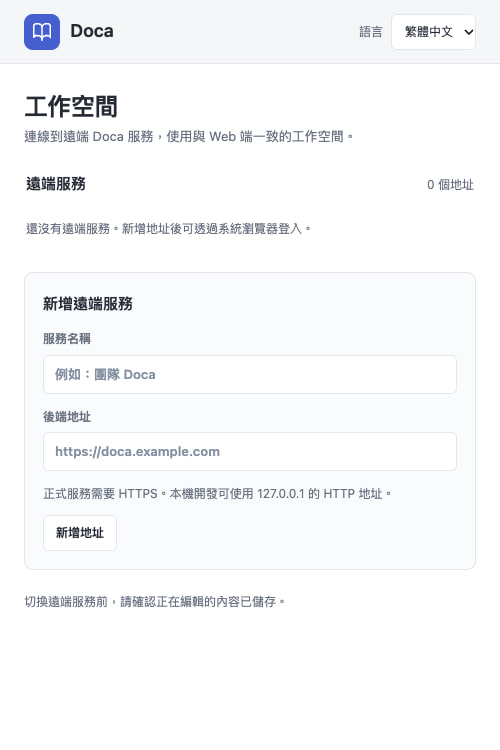 Doca
語言
繁體中文
工作空間
連線到遠端 Doca 服務，使用與 Web 端一致的工作空間。
遠端服務
0 個地址
還沒有遠端服務。新增地址後可透過系統瀏覽器登入。
新增遠端服務
服務名稱
例如：團隊 Doca
後端地址
https://doca.example.com
正式服務需要 HTTPS。本機開發可使用 127.0.0.1 的 HTTP 地址。
新增地址
切換遠端服務前，請確認正在編輯的內容已儲存。